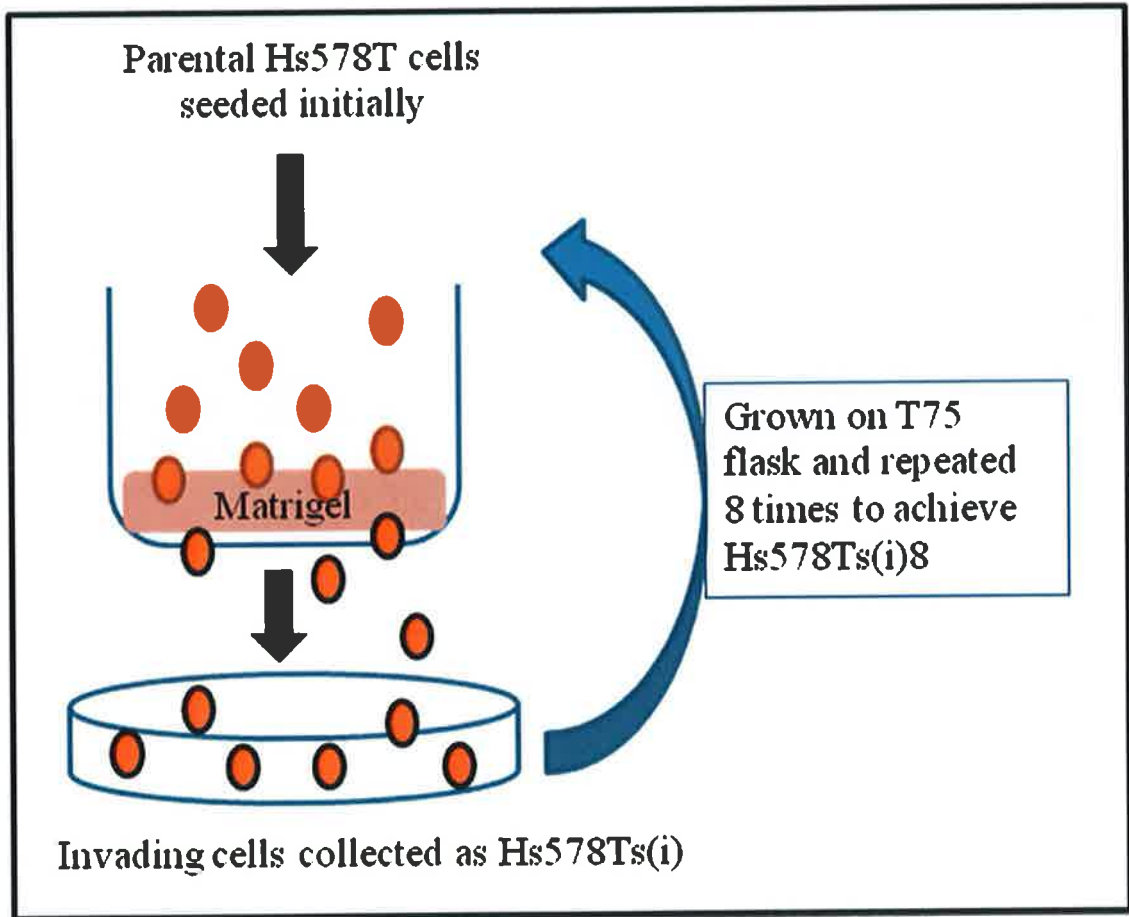 Parental Hs578T cells
seeded initially
Matrigel
Grown on T75
flask and repeated
8 times to achieve
Hs578Ts(i)8
Invading cells collected as Hs578Ts(i)